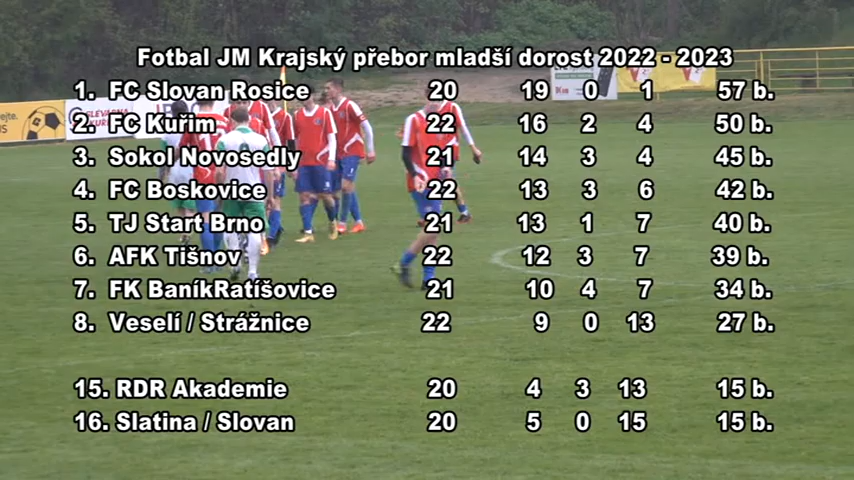 Fotbal JM Krajský přebor mladší dorost 2022 - 2023
1. FC Slovan Rosice 20 19 0 1 57 b.
2. FC Kuřim 22 16 2 4 50 b.
3. Sokol Novosedly 21 14 3 4 45 b.
4. FC Boskovice 22 13 3 6 42 b.
5. TJ Start Brno 21 13 1 7 40 b.
6. AFK Tišnov 22 12 3 7 39 b.
7. FK BaníkRatíšovice 21 10 4 7 34 b.
8. Veselí / Strážnice 22 9 0 13 27 b.
15. RDR Akademie 20 4 3 13 15 b.
16. Slatina / Slovan 20 5 0 15 15 b.